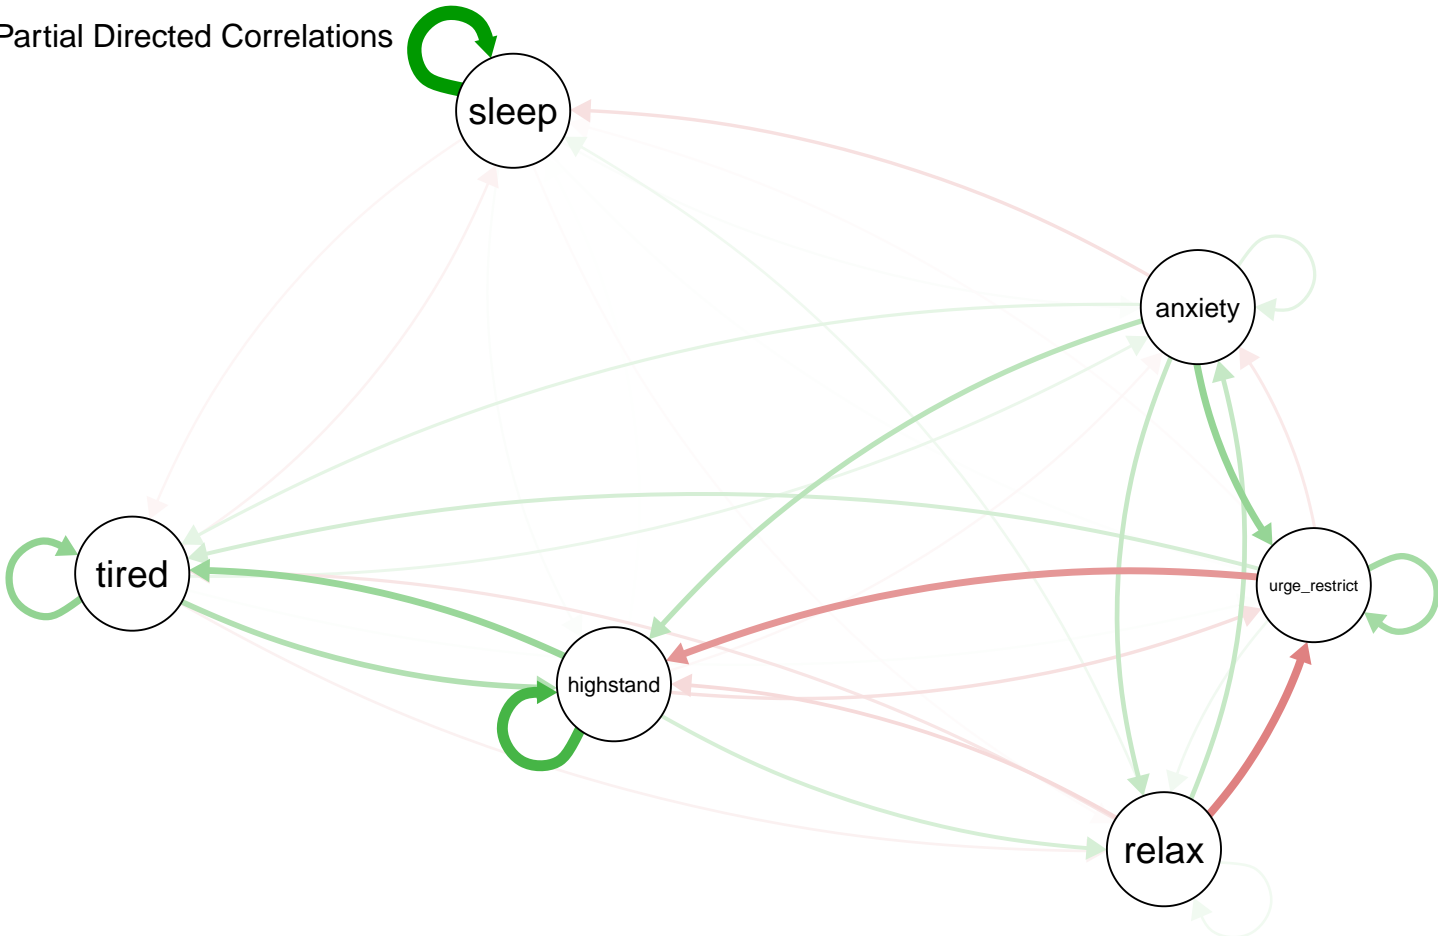 Partial Directed Correlations
sleep
anxiety
tired
urge_restrict
highstand
relax